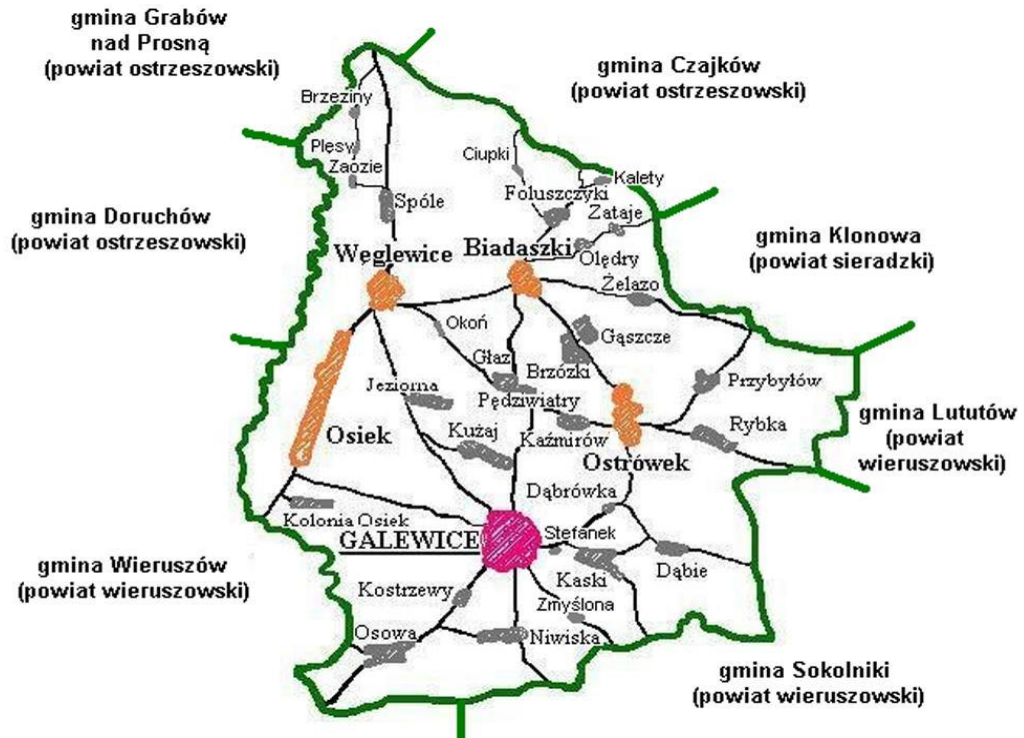 gmina Grabów
nad Prosną
(powiat ostrzeszowski)
gmina Czajków
(powiat ostrzeszowski)
Brzeziny
Plęsy
Zaozie
Spóle
Ciupki
Kalety
Foluszczyki
Zataje
gmina Doruchów
(powiat ostrzeszowski)
Węglewice
Biadaszki
Olędry
Żelazo
gmina Klonowa
(powiat sieradzki)
Okoń
Gąszcze
Głaz
Brzózki
Jeziorna
Pędziwiatry
Przybyłów
Osiek
Kużaj
Kaźmirów
Rybka
gmina Lututów
(powiat
wieruszowski)
Ostrówek
Dąbrówka
Kolonia Osiek
GALEWICE
Stefanek
Kaski
Dąbie
gmina Wieruszów
(powiat wieruszowski)
Kostrzewy
Zmyślona
Osowa
Niwiska
gmina Sokolniki
(powiat wieruszowski)